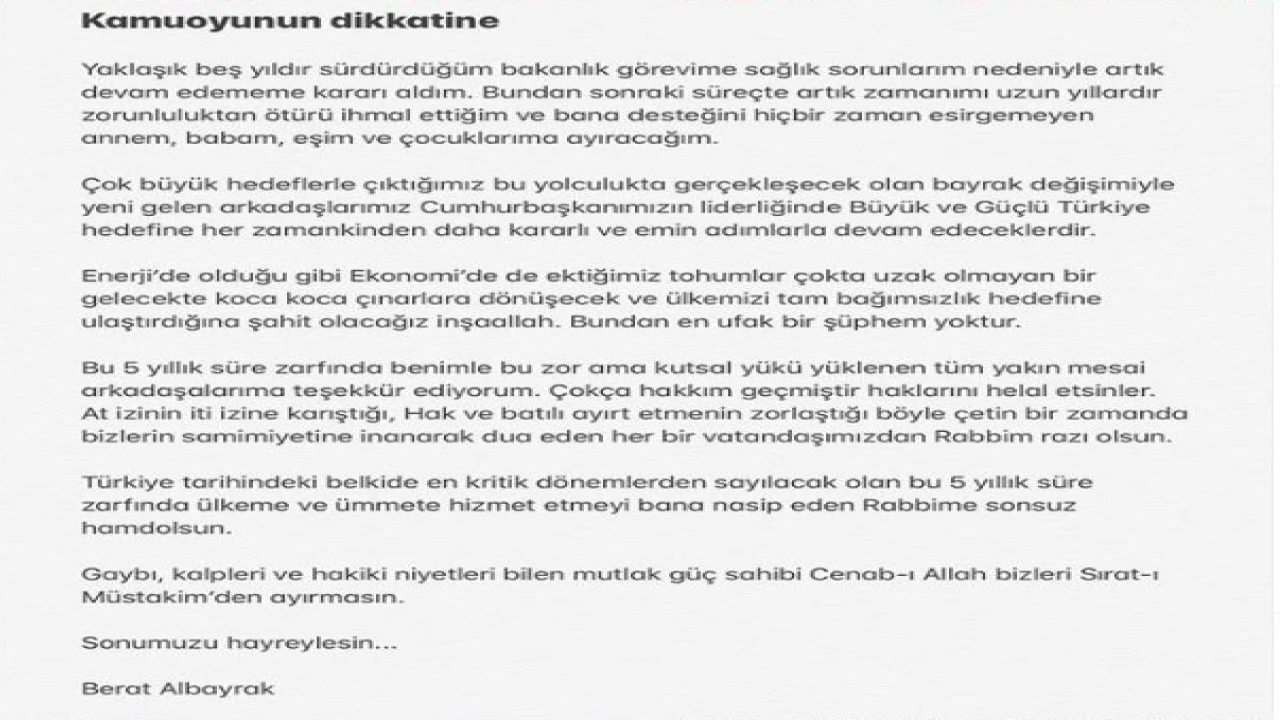 Kamuoyunun dikkatine
Yaklaşık beş yıldır sürdürdüğüm bakanlık görevime sağlık sorunlarım nedeniyle artık
devam edememe kararı aldım. Bundan sonraki süreçte artık zamanımı uzun yıllardır
zorunluluktan ötürü ihmal ettiğim ve bana desteğini hiçbir zaman esirgemeyen
annem, babam, eşim ve çocuklarıma ayıracağım.
Çok büyük hedeflerle çıktığımız bu yolculukta gerçekleşecek olan bayrak değişimiyle
yeni gelen arkadaşlarımız Cumhurbaşkanımızın liderliğinde Büyük ve Güçlü Türkiye
hedefine her zamankinden daha kararlı ve emin adımlarla devam edeceklerdir.
Enerji’de olduğu gibi Ekonomi’de de ektiğimiz tohumlar çokta uzak olmayan bir
gelecekte koca koca çınarlara dönüşecek ve ülkemizi tam bağımsızlık hedefine
ulaştırdığına şahit olacağız inşaallah. Bundan en ufak bir şüphem yoktur.
Bu 5 yıllık süre zarfında benimle bu zor ama kutsal yükü yüklenen tüm yakın mesai
arkadaşalarıma teşekkür ediyorum. Çokça hakkım geçmiştir haklarını helal etsinler.
At izinin iti izine karıştığı, Hak ve batılı ayırt etmenin zorlaştığı böyle çetin bir zamanda
bizlerin samimiyetine inanarak dua eden her bir vatandaşımızdan Rabbim razı olsun.
Türkiye tarihindeki belkide en kritik dönemlerden sayılacak olan bu 5 yıllık süre
zarfında ülkeme ve ümmete hizmet etmeyi bana nasip eden Rabbime sonsuz
hamdolsun.
Gaybı, kalpleri ve hakiki niyetleri bilen mutlak güç sahibi Cenab-ı Allah bizleri Sırat-ı
Müstakim’den ayırmasın.
Sonumuzu hayreylesin...
Berat Albayrak